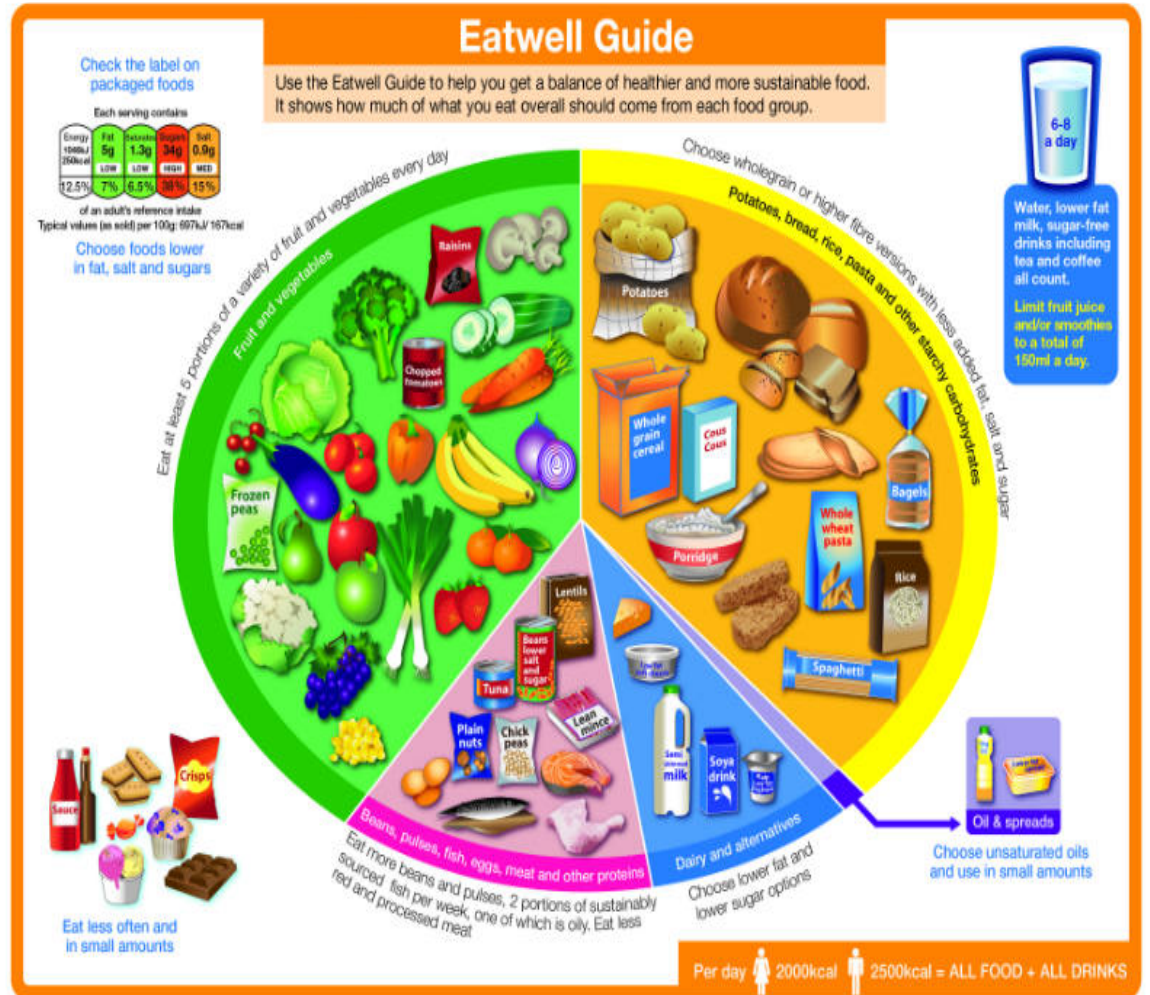 Eatwell Guide
Use the Eatwell Guide to help you get a balance of healthier and more sustainable food.
It shows how much of what you eat overall should come from each food group.
Check the label on
packaged foods
Each serving contains
Energy
1046kJ
250kcal
12.5%
Fat
5g
LOW
7%
Saturates
1.3g
LOW
6.5%
Sugars
34g
HIGH
38%
Salt
0.9g
MED
15%
of an adult's reference intake
Typical values (as sold) per 100g: 697kJ/ 167kcal
Choose foods lower
in fat, salt and sugars
6-8
a day
Water, lower fat
milk, sugar-free
drinks including
tea and coffee
all count.
Limit fruit juice
and/or smoothies
to a total of
150ml a day.
Eat at least 5 portions of a variety of fruit and vegetables every day
Fruit and vegetables
Raisins
Chopped
tomatoes
Frozen
peas
Choose wholegrain or higher fibre versions with less added fat, salt and sugar
Potatoes, bread, rice, pasta and other starchy carbohydrates
Potatoes
Whole
grain
cereal
Cous
Cous
Bagels
Whole
wheat
pasta
Porridge
Rice
Spaghetti
Lentils
Beans
lower
salt
and
sugar
Tuna
Lean
mince
Plain
nuts
Chick
peas
Beans, pulses, fish, eggs, meat and other proteins
Eat more beans and pulses, 2 portions of sustainably
sourced fish per week, one of which is oily. Eat less
red and processed meat
Semi
milk
Soya
drink
Dairy and alternatives
Choose lower fat and
lower sugar options
Oil & spreads
Choose unsaturated oils
and use in small amounts
Sauce
Crisps
Eat less often and
in small amounts
Per day 2000kcal 2500kcal = ALL FOOD + ALL DRINKS